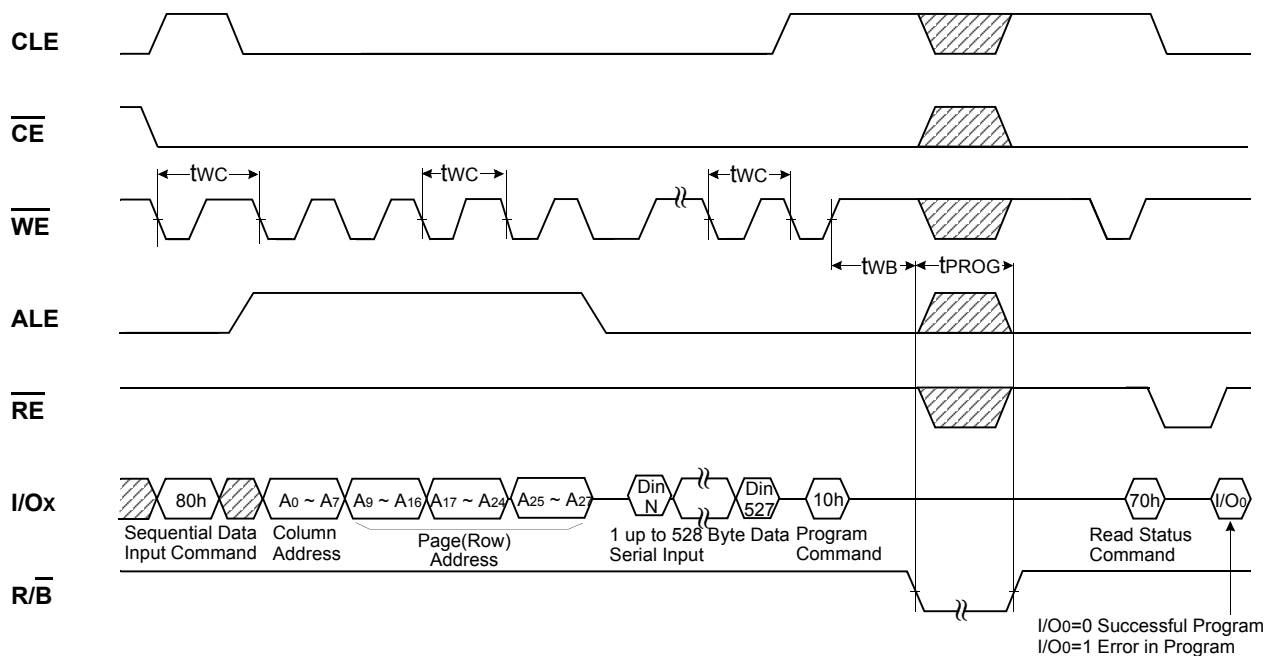 CLE
CE
tWC tWC tWC
WE
tWB tPROG
ALE
RE
I/Ox
80h A0 ~ A7 A9 ~ A16 A17 ~ A24 A25 ~ A27 Din N Din 527 10h 70h I/O0
Sequential Data Input Command
Column Address
Page(Row) Address
1 up to 528 Byte Data Serial Input
Program Command
Read Status Command
R/B
I/O0=0 Successful Program
I/O0=1 Error in Program